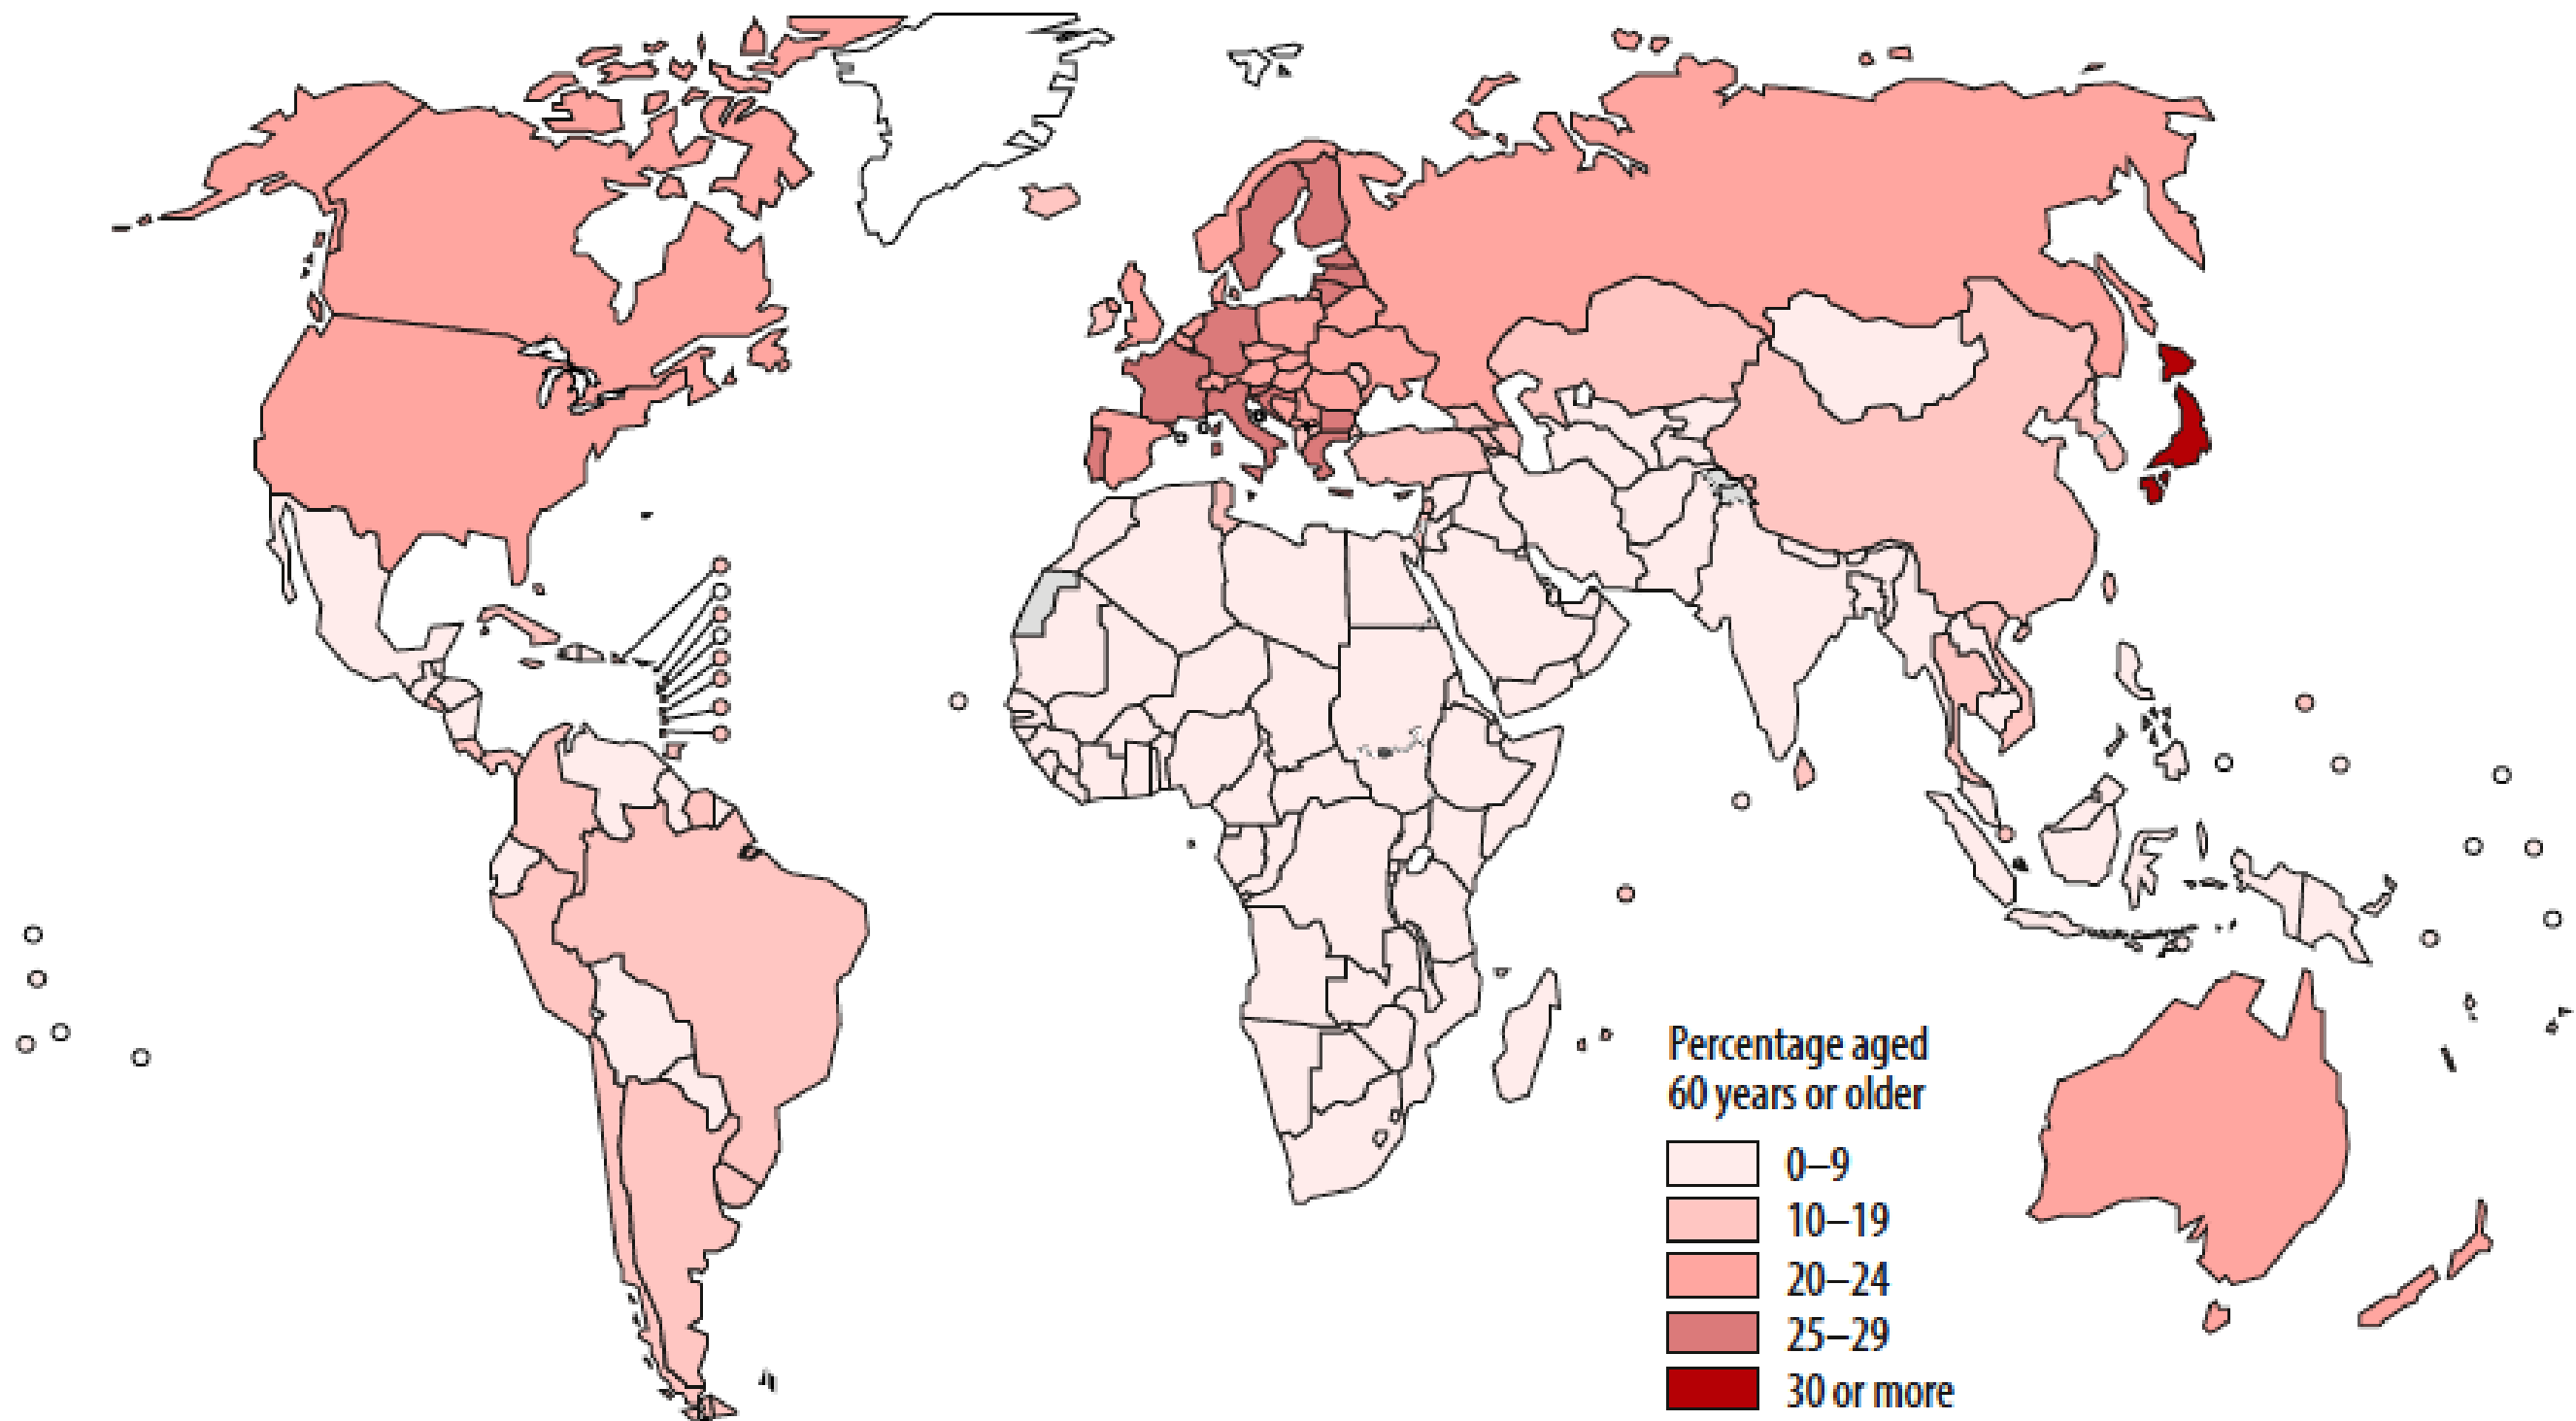 Percentage aged
60 years or older
0–9
10–19
20–24
25–29
30 or more